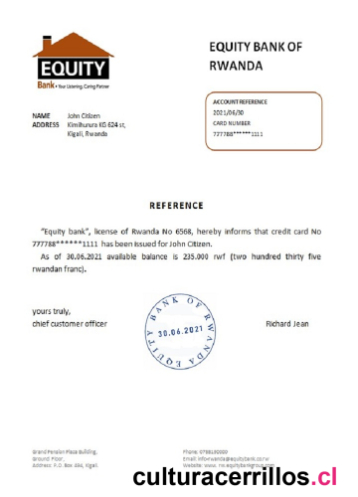 EQUITY
Bank • Your Listening, Caring Partner
EQUITY BANK OF
RWANDA
ACCOUNT REFERENCE
2021/06/30
CARD NUMBER
777788******1111
NAME John Citizen
ADDRESS Kimihurura KG 624 st,
Kigali, Rwanda
REFERENCE
"Equity bank", license of Rwanda No 6568, hereby informs that credit card No
777788******1111 has been issued for John Citizen.
As of 30.06.2021 available balance is 235.000 rwf (two hundred thirty five
rwandan franc).
yours truly,
chief customer officer
EQUITY BANK OF RWANDA
30.06.2021
Richard Jean
Grand Pension Plaza Building,
Ground Floor,
Address: P.O. Box 494, Kigali
Phone:
Email:
Website:
culturacerrillos.cl